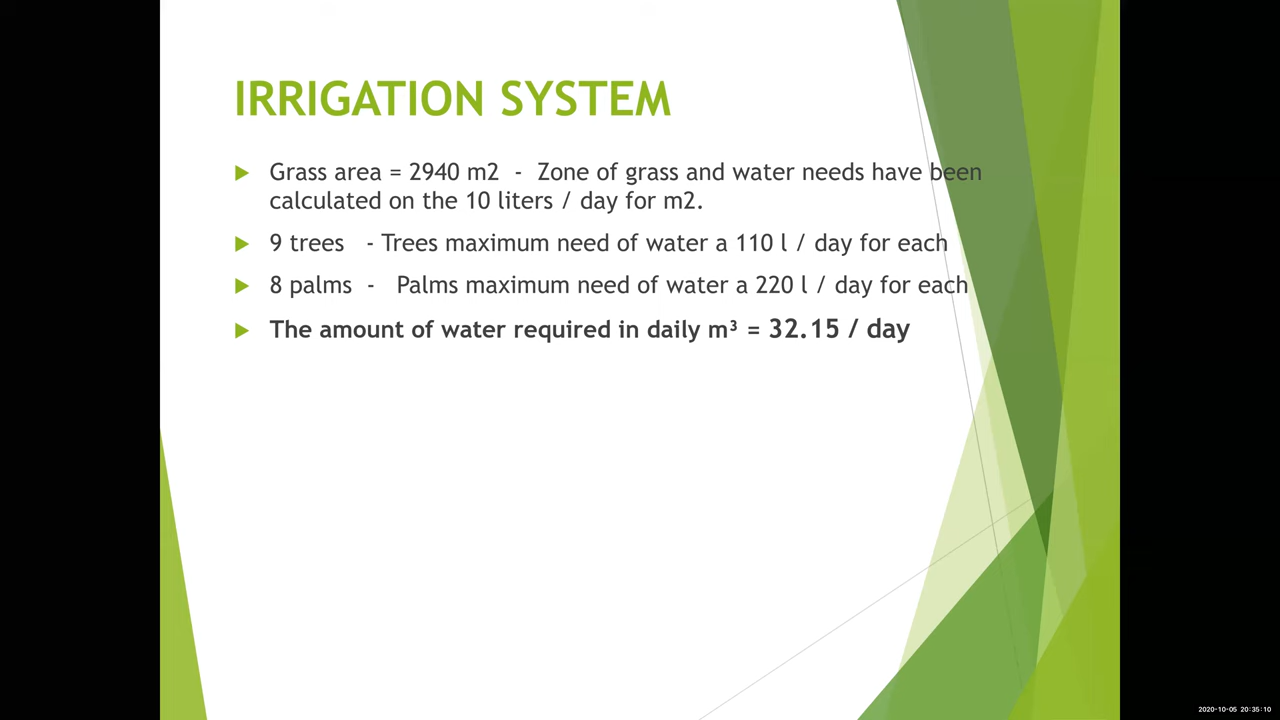 IRRIGATION SYSTEM
Grass area = 2940 m2 - Zone of grass and water needs have been
calculated on the 10 liters / day for m2.
9 trees - Trees maximum need of water a 110 l / day for each
8 palms - Palms maximum need of water a 220 l / day for each
The amount of water required in daily m³ = 32.15 / day
2020-10-05 20:35:10